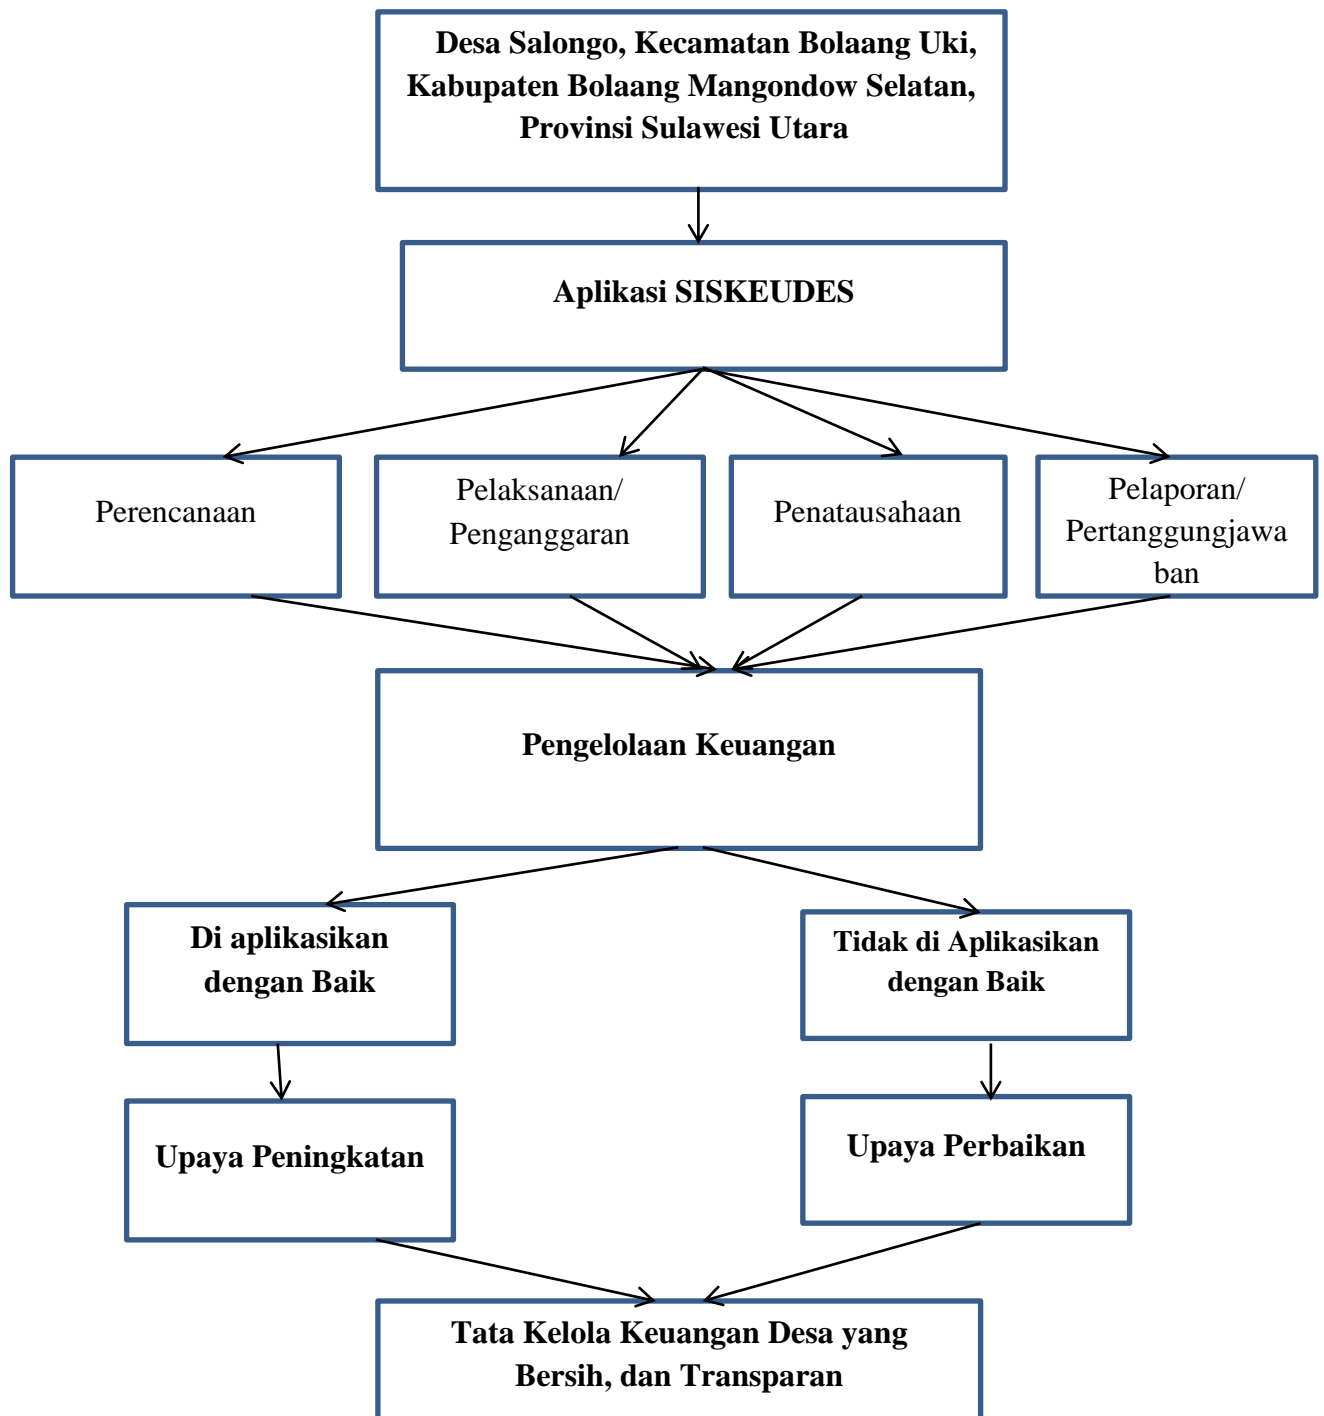 Desa Salongo, Kecamatan Bolaang Uki,
Kabupaten Bolaang Mangondow Selatan,
Provinsi Sulawesi Utara
Aplikasi SISKEUDES
Perencanaan
Pelaksanaan/
Penganggaran
Penatausahaan
Pelaporan/
Pertanggungjawa
ban
Pengelolaan Keuangan
Di aplikasikan
dengan Baik
Tidak di Aplikasikan
dengan Baik
Upaya Peningkatan
Upaya Perbaikan
Tata Kelola Keuangan Desa yang
Bersih, dan Transparan